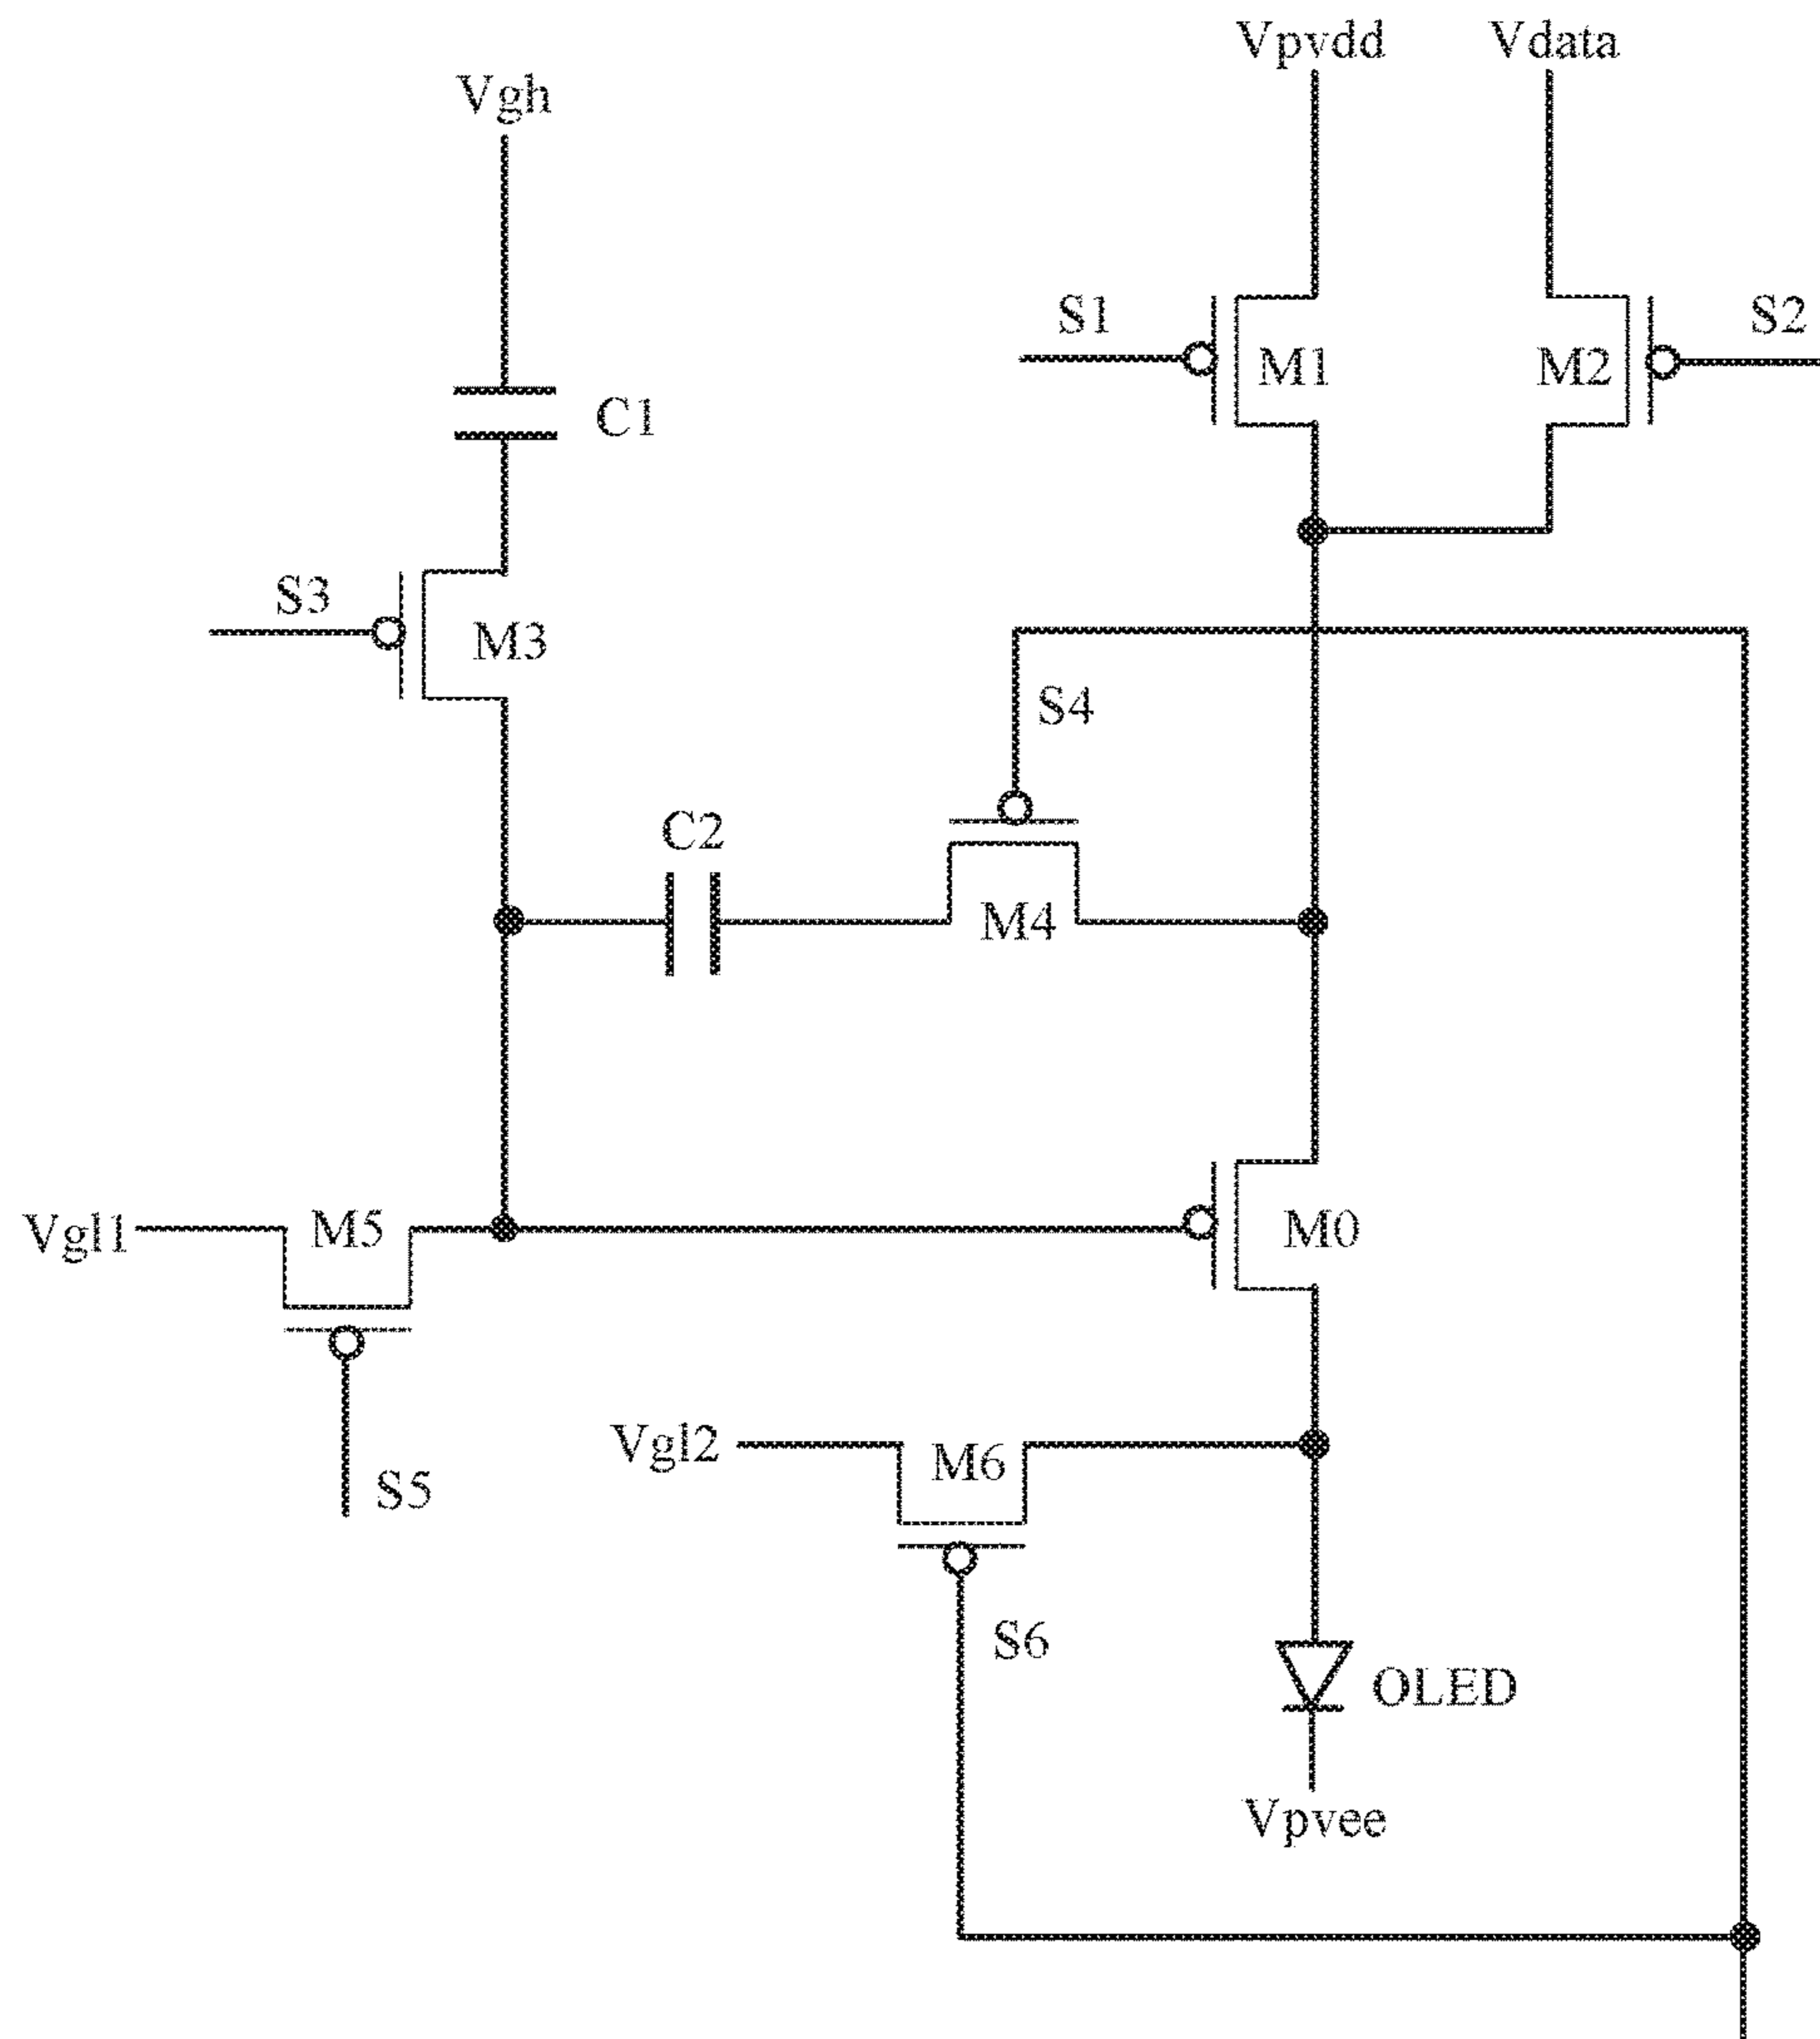 Vpvdd
Vdata
Vgh
S1
M1
M2
S2
C1
S3
M3
S4
C2
M4
Vgl1
M5
M0
S5
Vgl2
M6
S6
OLED
Vpvee